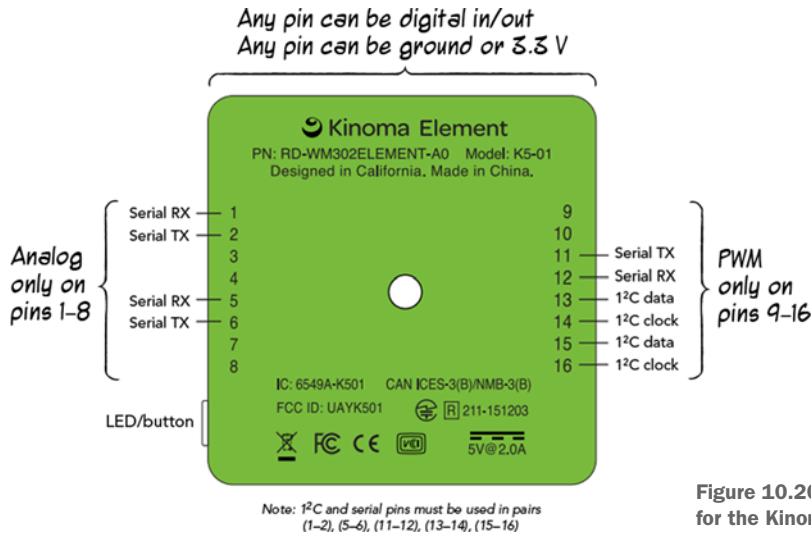 Any pin can be digital in/out
Any pin can be ground or 3.3 V
Kinoma Element
PN: RD-WM302ELEMENT-A0 Model: K5-01
Designed in California. Made in China.
Analog
only on
pins 1–8
Serial RX 1
Serial TX 2
3
4
Serial RX 5
Serial TX 6
7
8
9
10
11 Serial TX
12 Serial RX
13 I²C data
14 I²C clock
15 I²C data
16 I²C clock
PWM
only on
pins 9–16
LED/button
IC: 6549A-K501 CAN ICES-3(B)/NMB-3(B)
FCC ID: UAYK501 R 211-151203
FC CE VCI
5V@2.0A
Note: I²C and serial pins must be used in pairs
(1–2), (5–6), (11–12), (13–14), (15–16)
Figure 10.20
for the Kinom